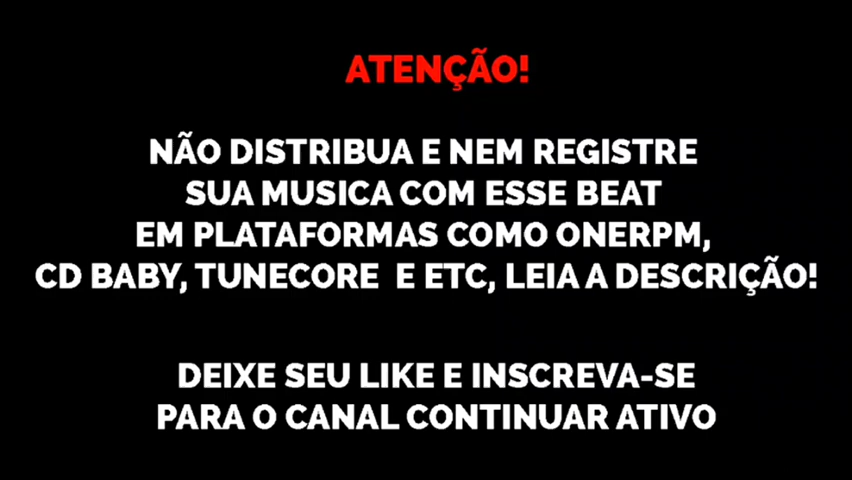 ATENÇÃO!
NÃO DISTRIBUA E NEM REGISTRE
SUA MUSICA COM ESSE BEAT
EM PLATAFORMAS COMO ONERPM,
CD BABY, TUNECORE E ETC, LEIA A DESCRIÇÃO!
DEIXE SEU LIKE E INSCREVA-SE
PARA O CANAL CONTINUAR ATIVO